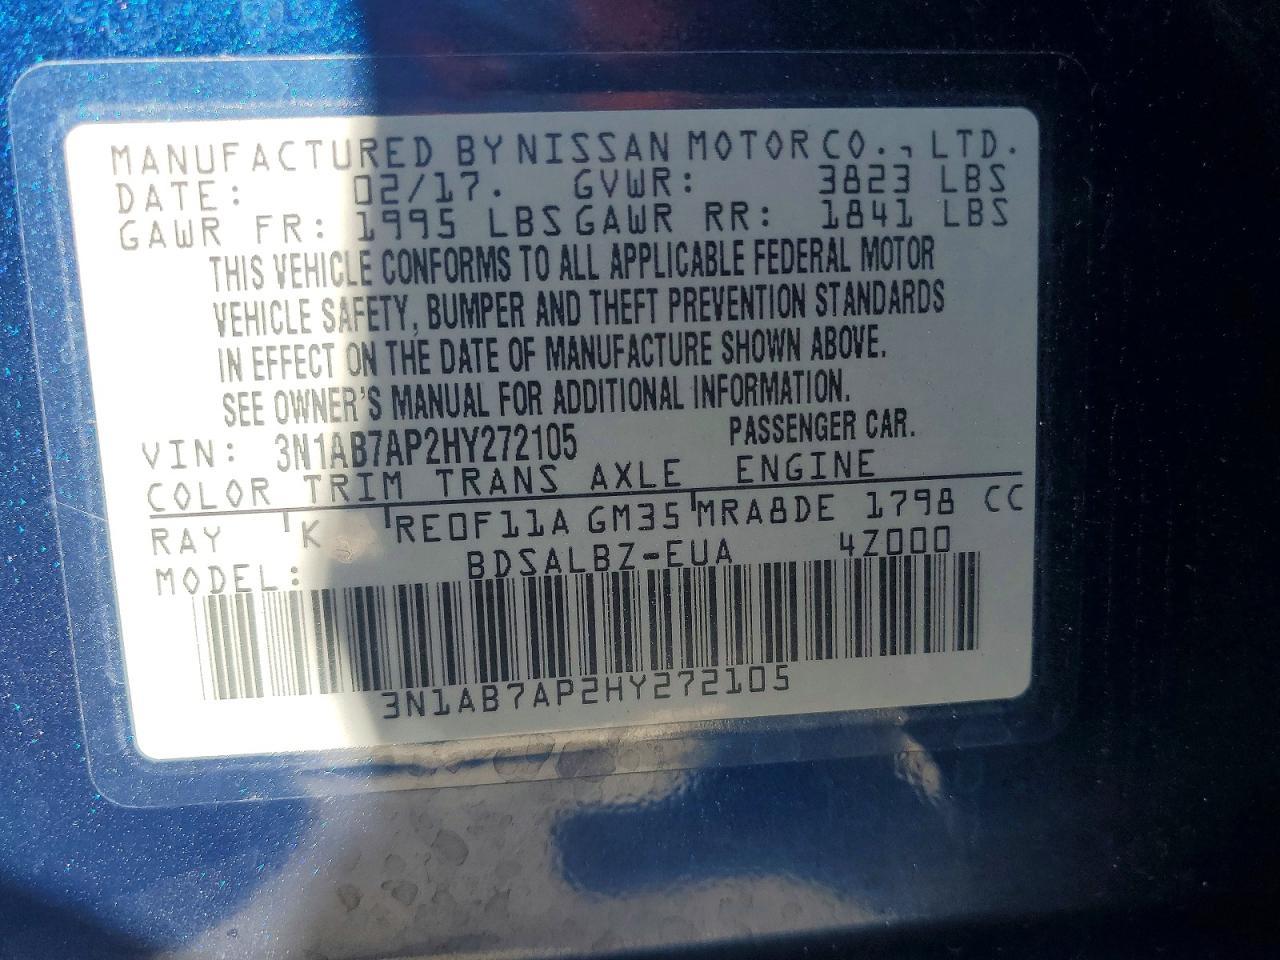 MANUFACTURED BY NISSAN MOTOR CO., LTD.
DATE: 02/17. GVWR: 3823 LBS
GAWR FR: 1995 LBS GAWR RR: 1841 LBS
THIS VEHICLE CONFORMS TO ALL APPLICABLE FEDERAL MOTOR
VEHICLE SAFETY, BUMPER AND THEFT PREVENTION STANDARDS
IN EFFECT ON THE DATE OF MANUFACTURE SHOWN ABOVE.
SEE OWNER'S MANUAL FOR ADDITIONAL INFORMATION.
VIN: 3N1AB7AP2HY272105 PASSENGER CAR.
COLOR TRIM TRANS AXLE ENGINE
RAY K RE0F11A GM35 MRA8DE 1798 CC
MODEL: BDSALBZ-EUA 4Z000
3N1AB7AP2HY272105